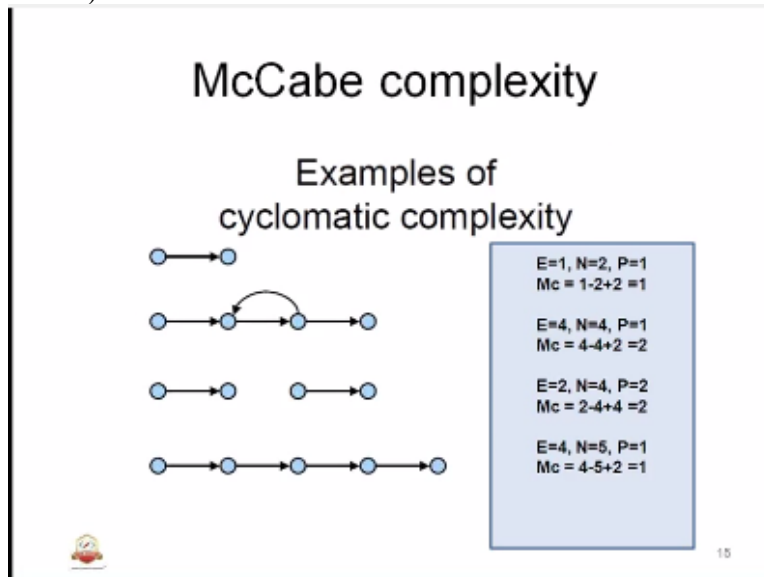 McCabe complexity
Examples of
cyclomatic complexity
E=1, N=2, P=1
Mc = 1-2+2 =1
E=4, N=4, P=1
Mc = 4-4+2 =2
E=2, N=4, P=2
Mc = 2-4+4 =2
E=4, N=5, P=1
Mc = 4-5+2 =1
15